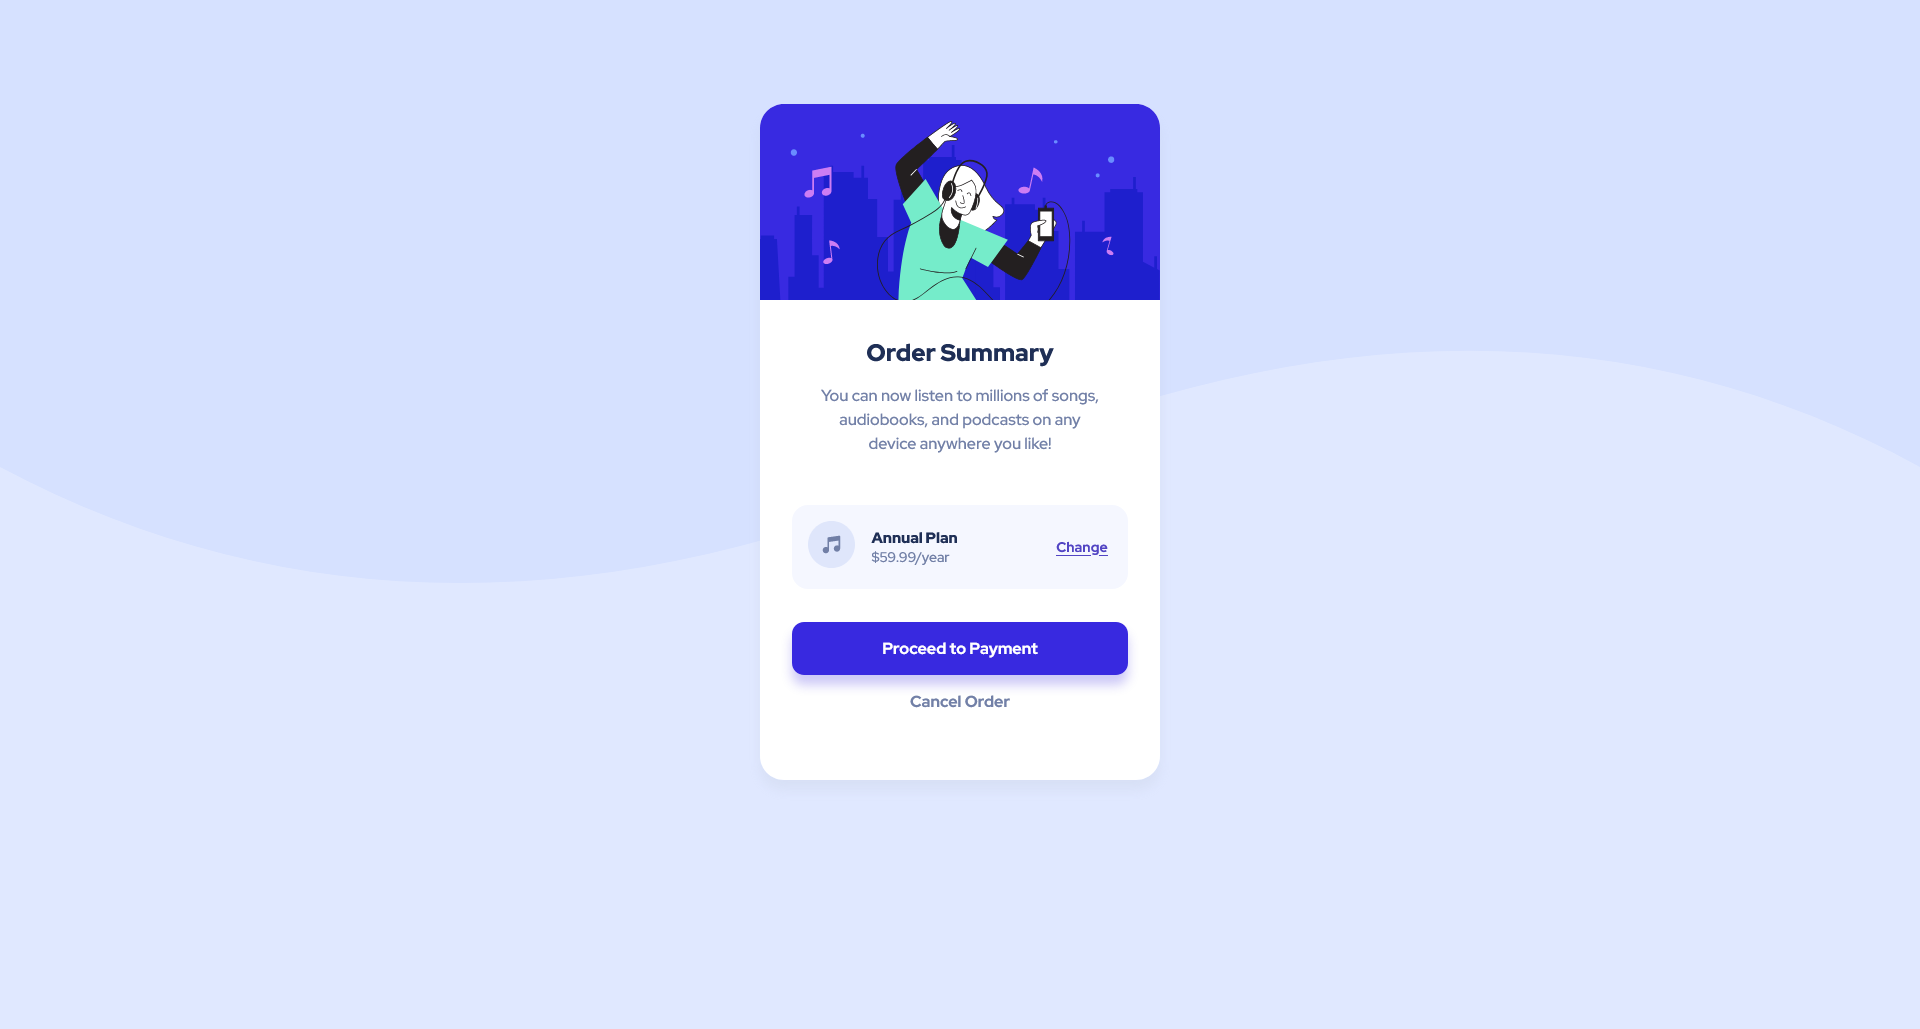 Order Summary
You can now listen to millions of songs,
audiobooks, and podcasts on any
device anywhere you like!
Annual Plan
$59.99/year
Change
Proceed to Payment
Cancel Order